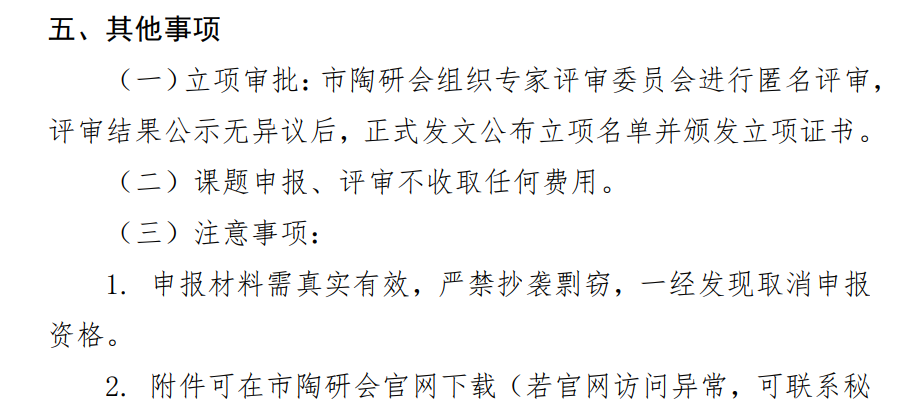 五、其他事项
（一）立项审批：市陶研会组织专家评审委员会进行匿名评审，
评审结果公示无异议后，正式发文公布立项名单并颁发立项证书。
（二）课题申报、评审不收取任何费用。
（三）注意事项：
1. 申报材料需真实有效，严禁抄袭剽窃，一经发现取消申报
资格。
2. 附件可在市陶研会官网下载（若官网访问异常，可联系秘